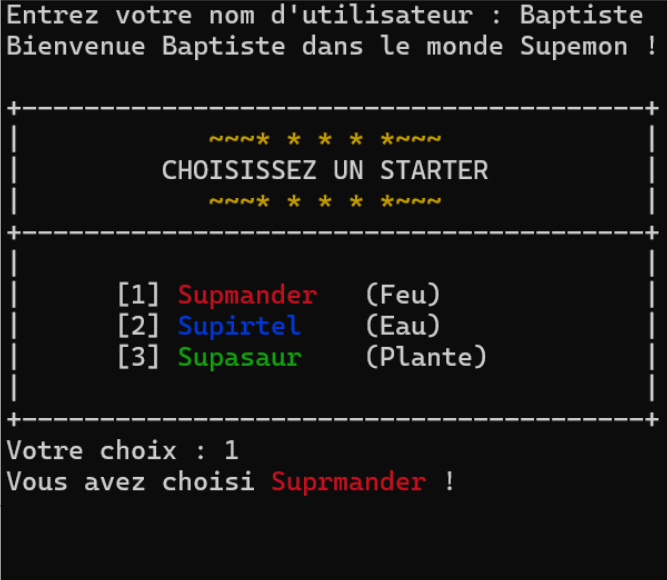 Entrez votre nom d'utilisateur : Baptiste
Bienvenue Baptiste dans le monde Supemon !
+----------------------------------------+
| ~~~* * * * *~~~ |
| CHOISISSEZ UN STARTER |
| ~~~* * * * *~~~ |
+----------------------------------------+
| |
| [1] Supmander (Feu) |
| [2] Supirtel (Eau) |
| [3] Supasaur (Plante) |
| |
+----------------------------------------+
Votre choix : 1
Vous avez choisi Suprmander !